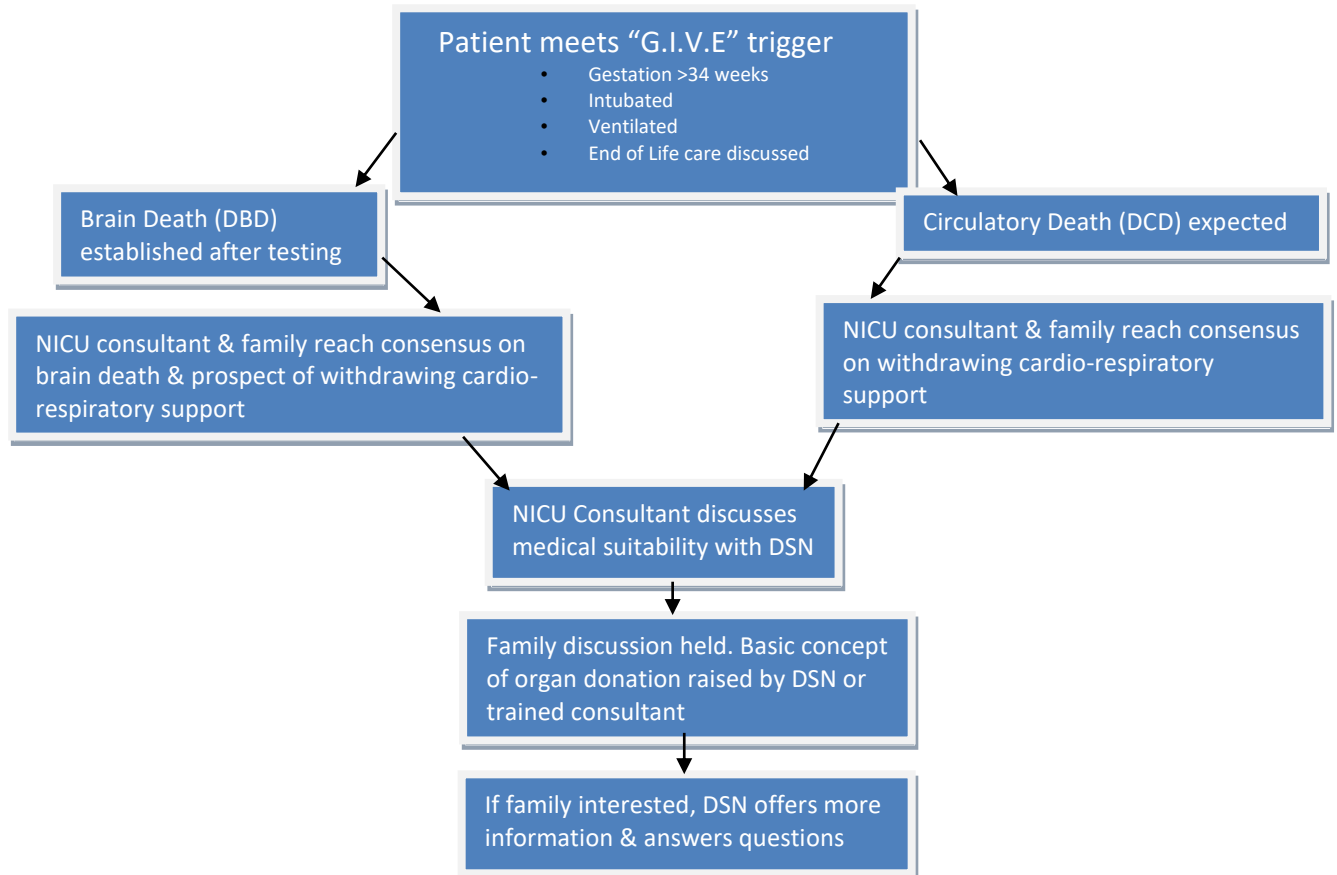 Patient meets “G.I.V.E” trigger
• Gestation >34 weeks
• Intubated
• Ventilated
• End of Life care discussed
Brain Death (DBD)
established after testing
Circulatory Death (DCD) expected
NICU consultant & family reach consensus on
brain death & prospect of withdrawing cardio-
respiratory support
NICU consultant & family reach consensus
on withdrawing cardio-respiratory
support
NICU Consultant discusses
medical suitability with DSN
Family discussion held. Basic concept
of organ donation raised by DSN or
trained consultant
If family interested, DSN offers more
information & answers questions